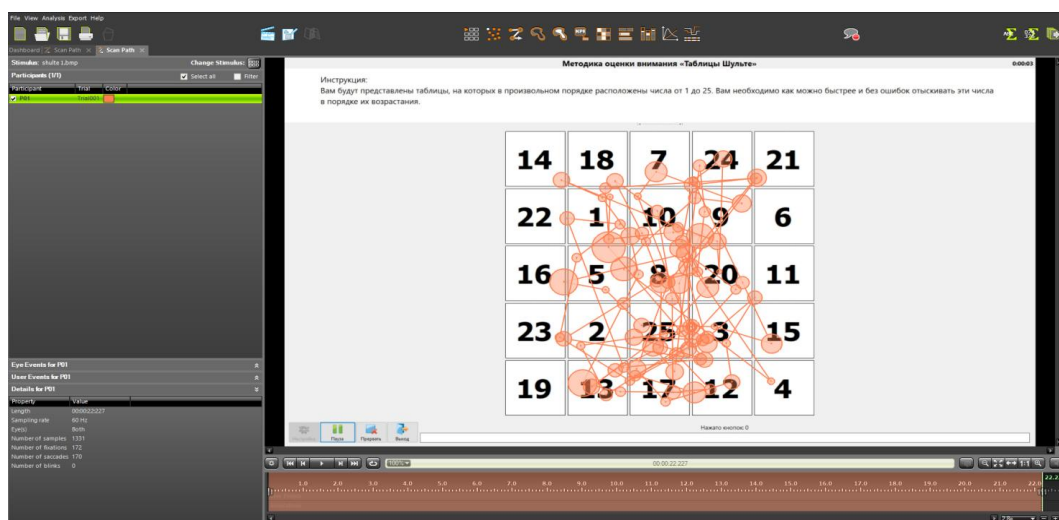 File View Analysis Export Help
Dashboard Scan Path Scan Path
Stimulus: shulte 1.bmp Change Stimulus:
Participants (1/1) Select all Filter
Participant Trial Color
P01 Trial001
Методика оценки внимания «Таблицы Шульте» 0:00:03
Инструкция:
Вам будут представлены таблицы, на которых в произвольном порядке расположены числа от 1 до 25. Вам необходимо как можно быстрее и без ошибок отыскивать эти числа
в порядке их возрастания.
14 18 7 24 21
22 1 10 9 6
16 5 8 20 11
23 2 25 3 15
19 13 17 12 4
Eye Events for P01
User Events for P01
Details for P01
Property Value
Length 00:00:22:227
Sampling rate 60 Hz
Eye(s) Both
Number of samples 1331
Number of fixations 172
Number of saccades 170
Number of blinks 0
Пауза Прервать Выход
Нажато кнопок: 0
100% 00:00:22.227 1:1
1.0 2.0 3.0 4.0 5.0 6.0 7.0 8.0 9.0 10.0 11.0 12.0 13.0 14.0 15.0 16.0 17.0 18.0 19.0 20.0 21.0 22.0 22.2